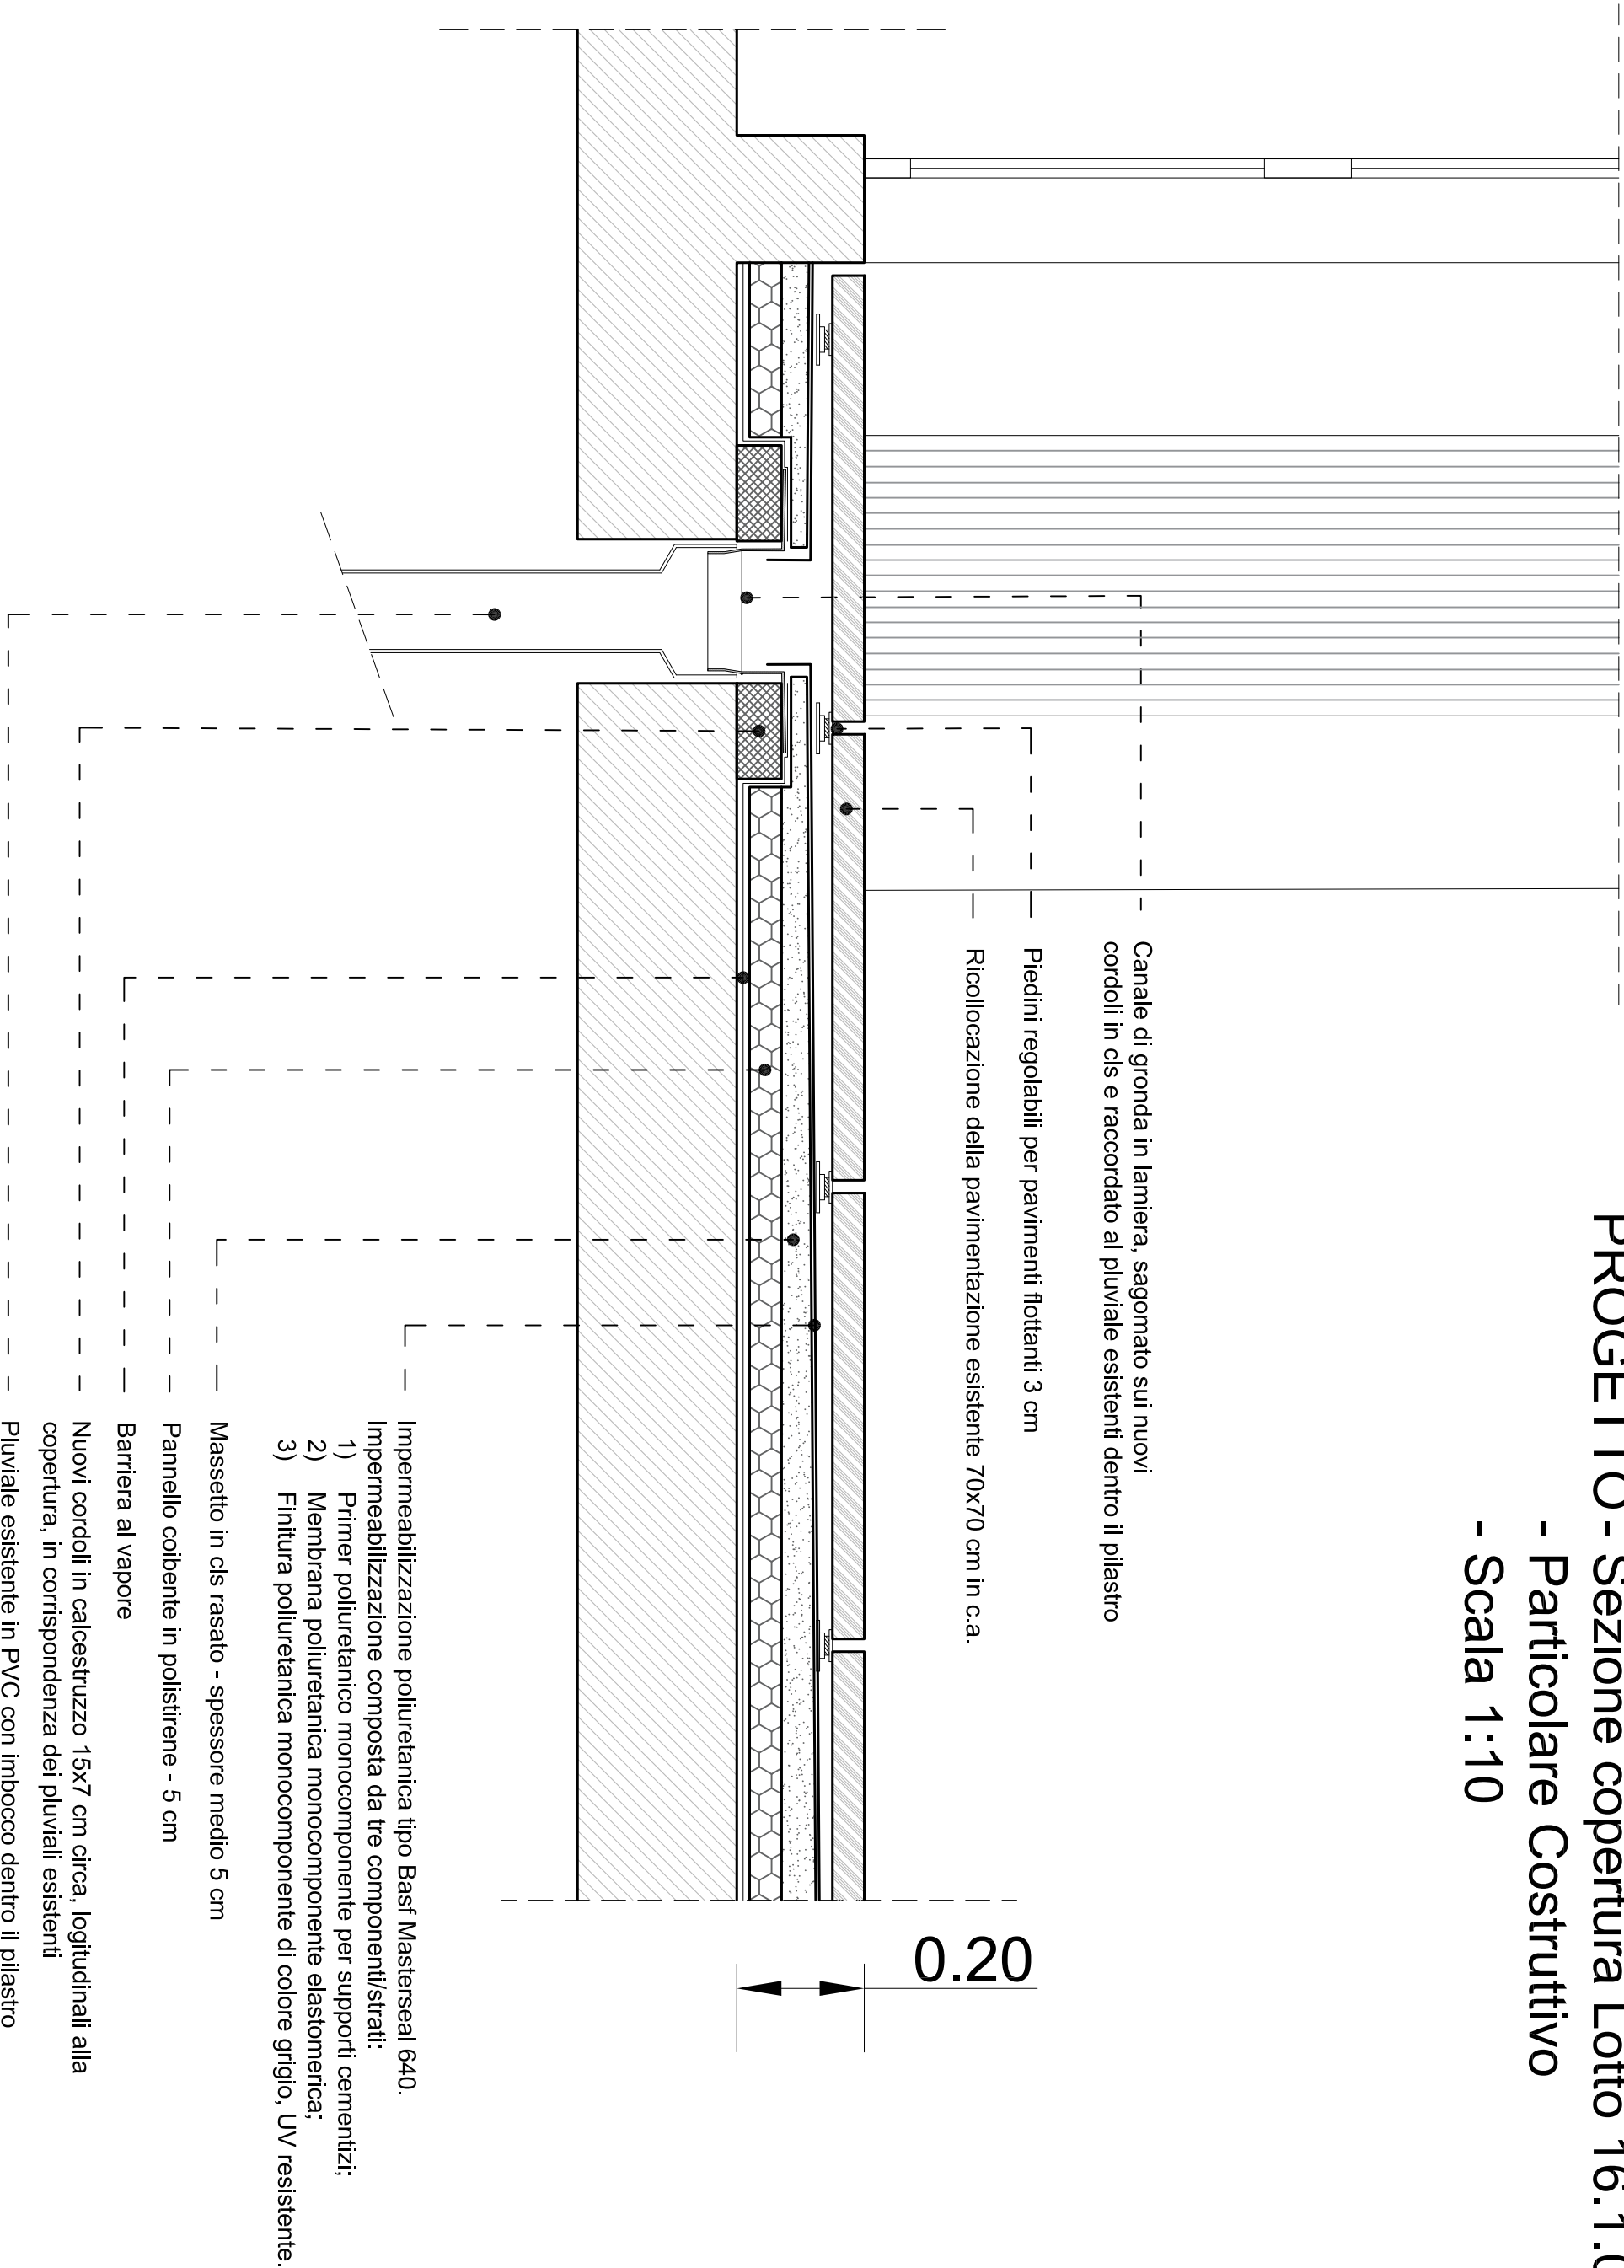 PROGETTO - Sezione copertura Lotto 16.1.
- Particolare Costruttivo
- Scala 1:10
Canale di gronda in lamiera, sagomato sui nuovi
cordoli in cls e raccordato al pluviale esistenti dentro il pilastro
Piedini regolabili per pavimenti flottanti 3 cm
Ricollocazione della pavimentazione esistente 70x70 cm in c.a.
0.20
Impermeabilizzazione poliuretanica tipo Basf Masterseal 640.
Impermeabilizzazione composta da tre componenti/strati:
1) Primer poliuretanico monocomponente per supporti cementizi;
2) Membrana poliuretanica monocomponente elastomerica;
3) Finitura poliuretanica monocomponente di colore grigio, UV resistente.
Massetto in cls rasato - spessore medio 5 cm
Pannello coibente in polistirene - 5 cm
Barriera al vapore
Nuovi cordoli in calcestruzzo 15x7 cm circa, logitudinali alla
copertura, in corrispondenza dei pluviali esistenti
Pluviale esistente in PVC con imbocco dentro il pilastro